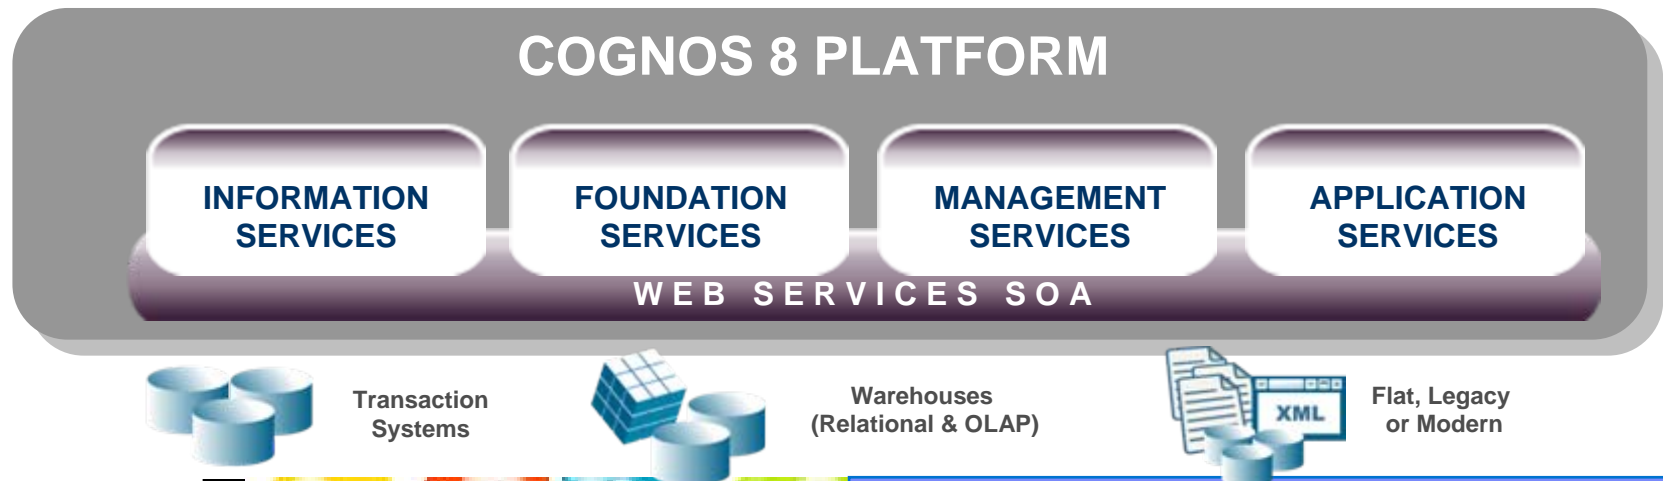 COGNOS 8 PLATFORM
INFORMATION
SERVICES
FOUNDATION
SERVICES
MANAGEMENT
SERVICES
APPLICATION
SERVICES
WEB SERVICES SOA
Transaction
Systems
Warehouses
(Relational & OLAP)
XML
Flat, Legacy
or Modern